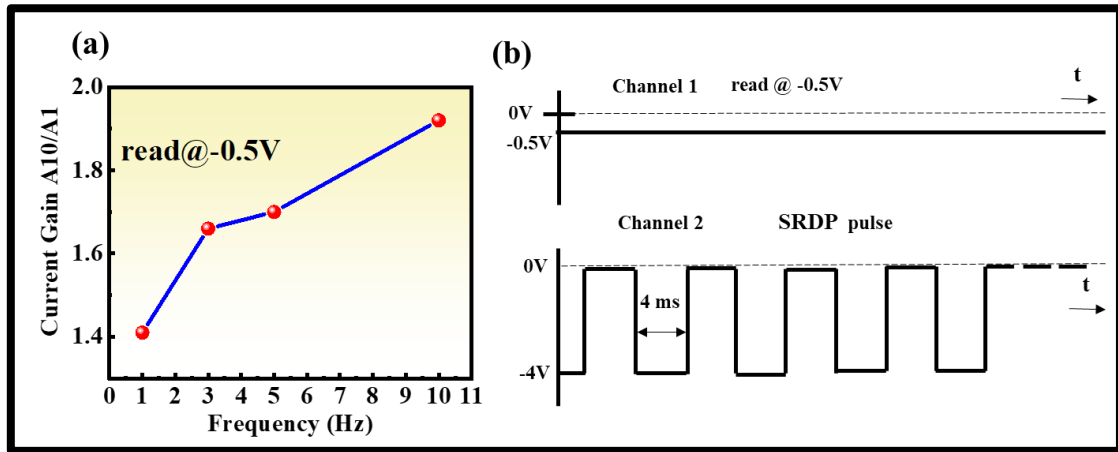 (a)
2.0
1.8
1.6
1.4
Current Gain A10/A1
read@-0.5V
0 1 2 3 4 5 6 7 8 9 10 11
Frequency (Hz)
(b)
Channel 1 read @ -0.5V
t
0V
-0.5V
Channel 2 SRDP pulse
0V
4 ms
t
-4V